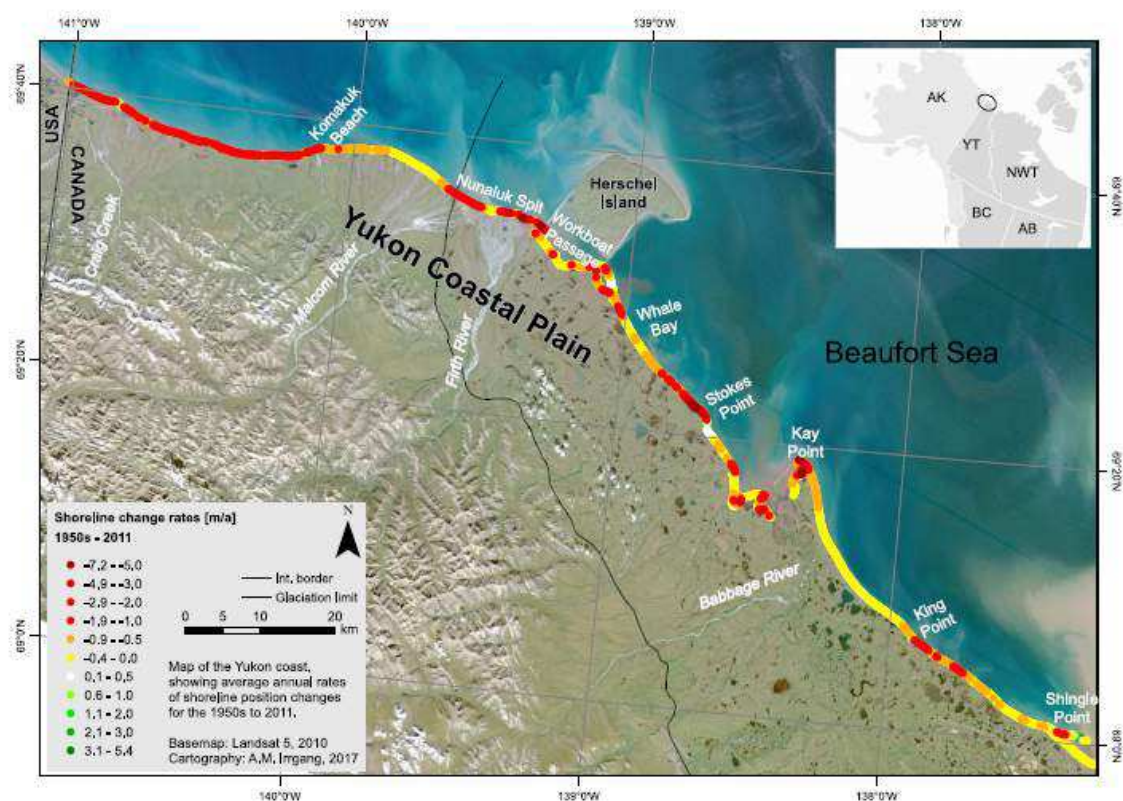 141°0'W
140°0'W
139°0'W
138°0'W
69°40'N
USA
CANADA
Craig Creek
Komakuk
Beach
Malcom River
Nunaluk Spit
Herschel
Island
Workboat
Passage
Yukon Coastal Plain
Firth River
Whale
Bay
Beaufort Sea
Stokes
Point
Kay
Point
Babbage River
King
Point
Shingle
Point
AK
YT
NWT
BC
AB
69°40'N
69°20'N
69°20'N
69°0'N
69°0'N
Shoreline change rates [m/a]
1950s - 2011
-7.2 - -5.0
-4.9 - -3.0
-2.9 - -2.0
-1.9 - -1.0
-0.9 - -0.5
-0.4 - 0.0
0.1 - 0.5
0.6 - 1.0
1.1 - 2.0
2.1 - 3.0
3.1 - 5.4
N
Int. border
Glaciation limit
0 5 10 20
km
Map of the Yukon coast,
showing average annual rates
of shoreline position changes
for the 1950s to 2011.
Basemap: Landsat 5, 2010
Cartography: A.M. Irrgang, 2017
140°0'W
139°0'W
138°0'W